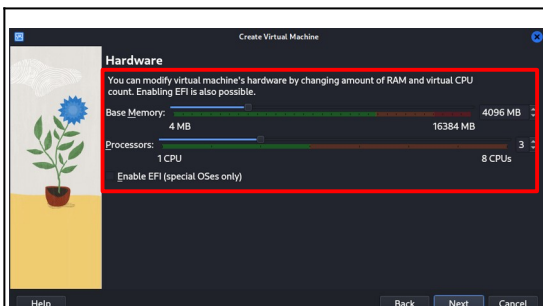 Create Virtual Machine
Hardware
You can modify virtual machine's hardware by changing amount of RAM and virtual CPU
count. Enabling EFI is also possible.
Base Memory: 4096 MB
4 MB 16384 MB
Processors: 3
1 CPU 8 CPUs
Enable EFI (special OSes only)
Help Back Next Cancel